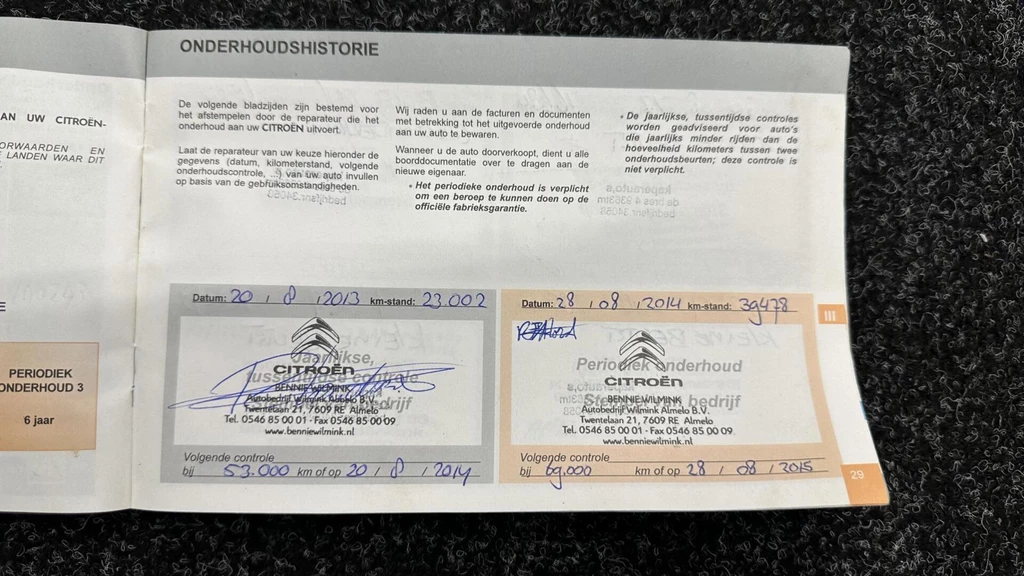 AN UW CITROËN-
ORWAARDEN EN
LANDEN WAAR DIT
E
PERIODIEK
ONDERHOUD 3
6 jaar
ONDERHOUDSHISTORIE
De volgende bladzijden zijn bestemd voor
het afstempelen door de reparateur die het
onderhoud aan uw CITROËN uitvoert.
Laat de reparateur van uw keuze hieronder de
gegevens (datum, kilometerstand, volgende
onderhoudscontrole, ...) van uw auto invullen
op basis van de gebruiksomstandigheden.
Wij raden u aan de facturen en documenten
met betrekking tot het uitgevoerde onderhoud
aan uw auto te bewaren.
Wanneer u de auto doorverkoopt, dient u alle
boorddocumentatie over te dragen aan de
nieuwe eigenaar.
• Het periodieke onderhoud is verplicht
om een beroep te kunnen doen op de
officiële fabrieksgarantie.
• De jaarlijkse, tussentijdse controles
worden geadviseerd voor auto's
die jaarlijks minder rijden dan de
hoeveelheid kilometers tussen twee
onderhoudsbeurten; deze controle is
niet verplicht.
Datum: 20 / 8 / 2013 km-stand: 23.002
Jaarlijkse,
CITROËN
tussentijdse controle
BENNIE WILMINK
Autobedrijf Wilmink Almelo B.V.
Stempel van bedrijf
Twentelaan 21, 7609 RE Almelo
Tel. 0546 85 00 01 - Fax 0546 85 00 09
www.benniewilmink.nl
Volgende controle
bij 53.000 km of op 20 / 8 / 2014
Datum: 28 / 08 / 2014 km-stand: 39478
Periodiek onderhoud
CITROËN
BENNIE WILMINK
Stempel van bedrijf
Autobedrijf Wilmink Almelo B.V.
Twentelaan 21, 7609 RE Almelo
Tel. 0546 85 00 01 - Fax 0546 85 00 09
www.benniewilmink.nl
Volgende controle
bij 69.000 km of op 28 / 08 / 2015
III
29